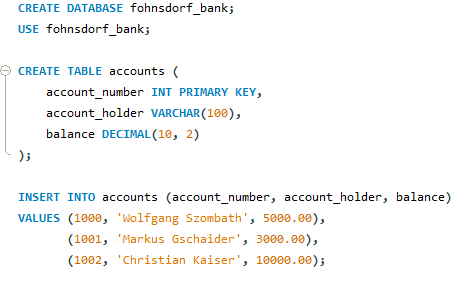 CREATE DATABASE fohnsdorf_bank;
USE fohnsdorf_bank;
CREATE TABLE accounts (
    account_number INT PRIMARY KEY,
    account_holder VARCHAR(100),
    balance DECIMAL(10, 2)
);
INSERT INTO accounts (account_number, account_holder, balance)
VALUES (1000, 'Wolfgang Szombath', 5000.00),
       (1001, 'Markus Gschaider', 3000.00),
       (1002, 'Christian Kaiser', 10000.00);